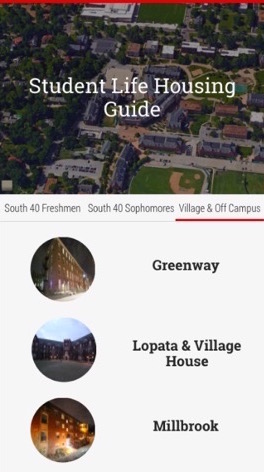 Student Life Housing
Guide
South 40 Freshmen
South 40 Sophomores
Village & Off Campus
Greenway
Lopata & Village
House
Millbrook